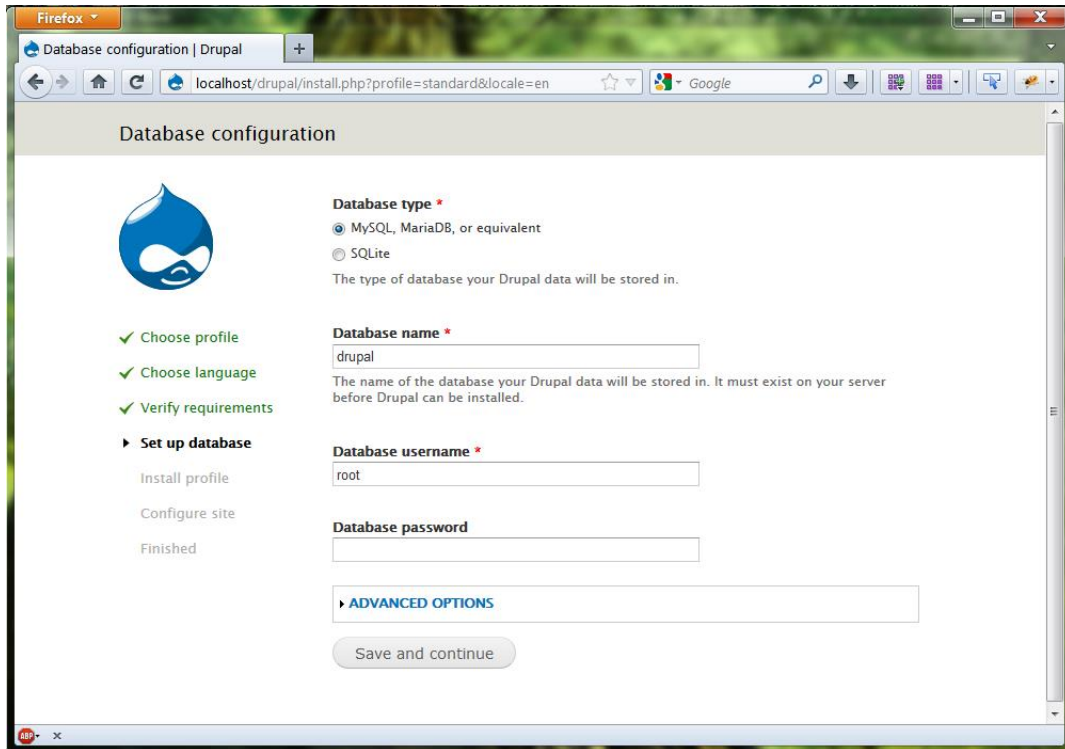 Firefox
Database configuration | Drupal
localhost/drupal/install.php?profile=standard&locale=en
Google
Database configuration
Database type *
MySQL, MariaDB, or equivalent
SQLite
The type of database your Drupal data will be stored in.
Choose profile
Choose language
Verify requirements
Set up database
Install profile
Configure site
Finished
Database name *
drupal
The name of the database your Drupal data will be stored in. It must exist on your server
before Drupal can be installed.
Database username *
root
Database password
ADVANCED OPTIONS
Save and continue
ABP